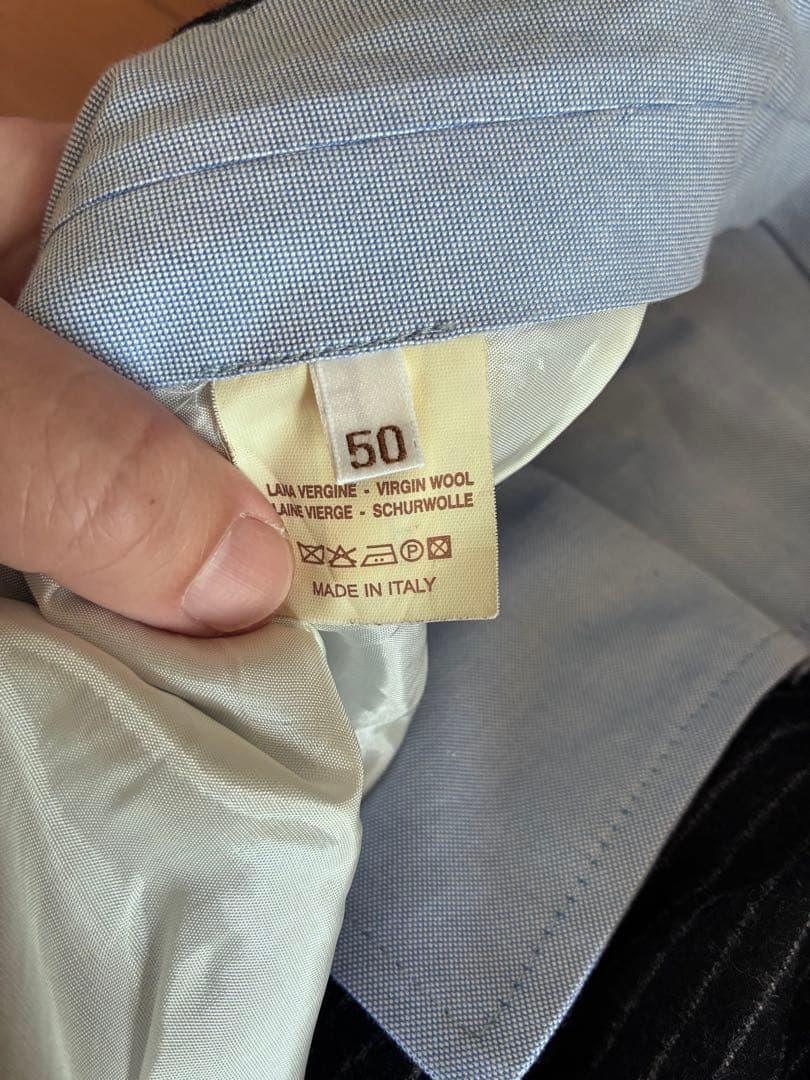 50
LANA VERGINE - VIRGIN WOOL
LAINE VIERGE - SCHURWOLLE
P
MADE IN ITALY